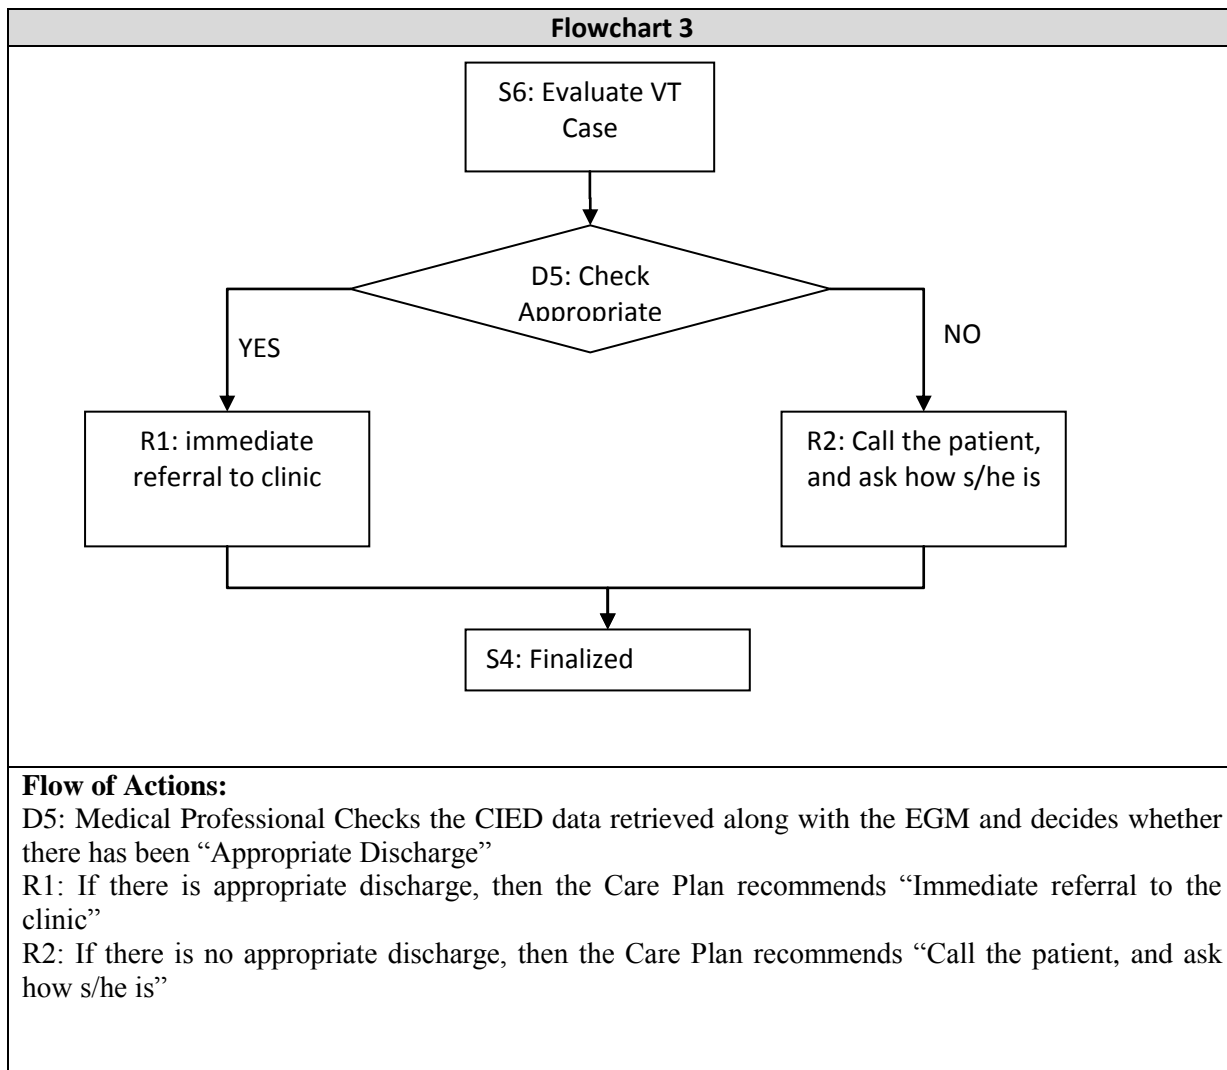 Flowchart 3
S6: Evaluate VT
Case
D5: Check
Appropriate
YES
NO
R1: immediate
referral to clinic
R2: Call the patient,
and ask how s/he is
S4: Finalized
Flow of Actions:
D5: Medical Professional Checks the CIED data retrieved along with the EGM and decides whether
there has been “Appropriate Discharge”
R1: If there is appropriate discharge, then the Care Plan recommends “Immediate referral to the
clinic”
R2: If there is no appropriate discharge, then the Care Plan recommends “Call the patient, and ask
how s/he is”